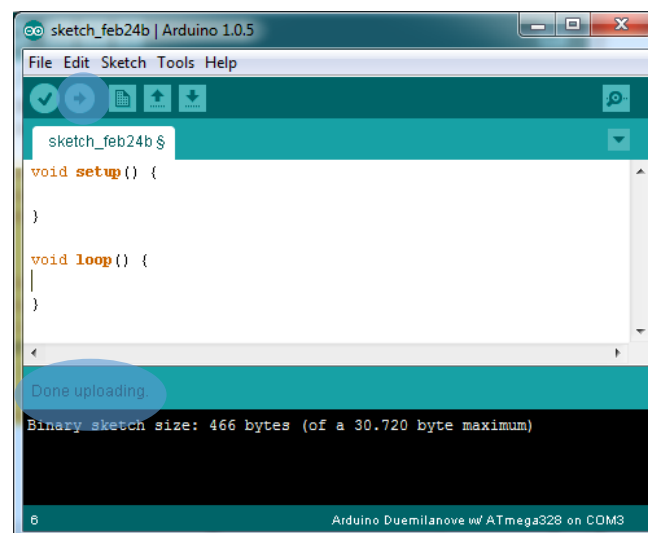 sketch_feb24b | Arduino 1.0.5
File Edit Sketch Tools Help
sketch_feb24b §
void setup() {
}
void loop() {
}
Done uploading.
Binary sketch size: 466 bytes (of a 30.720 byte maximum)
6 Arduino Duemilanove w/ ATmega328 on COM3